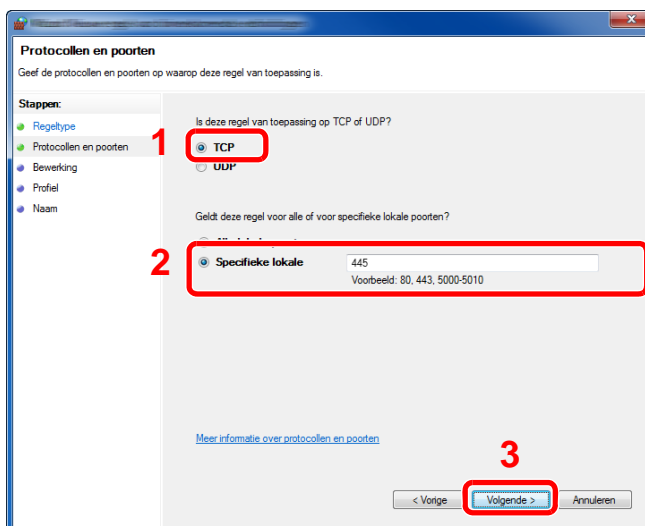 Protocollen en poorten
Geef de protocollen en poorten op waarop deze regel van toepassing is.
Stappen:
Regeltype
Protocollen en poorten
Bewerking
Profiel
Naam
Is deze regel van toepassing op TCP of UDP?
1
TCP
UDP
Geldt deze regel voor alle of voor specifieke lokale poorten?
2
Specifieke lokale 445
Voorbeeld: 80, 443, 5000-5010
Meer informatie over protocollen en poorten
3
< Vorige Volgende > Annuleren